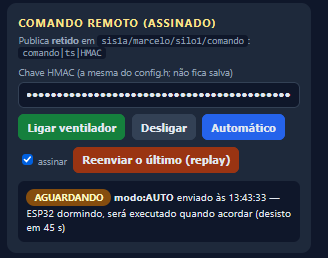 COMANDO REMOTO (ASSINADO)
Publica retido em sis1a/marcelo/silo1/comando:
comando|ts|HMAC
Chave HMAC (a mesma do config.h; não fica salva)
••••••••••••••••••••••••••••••••••••••••••••
Ligar ventilador Desligar Automático
assinar Reenviar o último (replay)
AGUARDANDO modo:AUTO enviado às 13:43:33 —
ESP32 dormindo, será executado quando acordar (desisto
em 45 s)